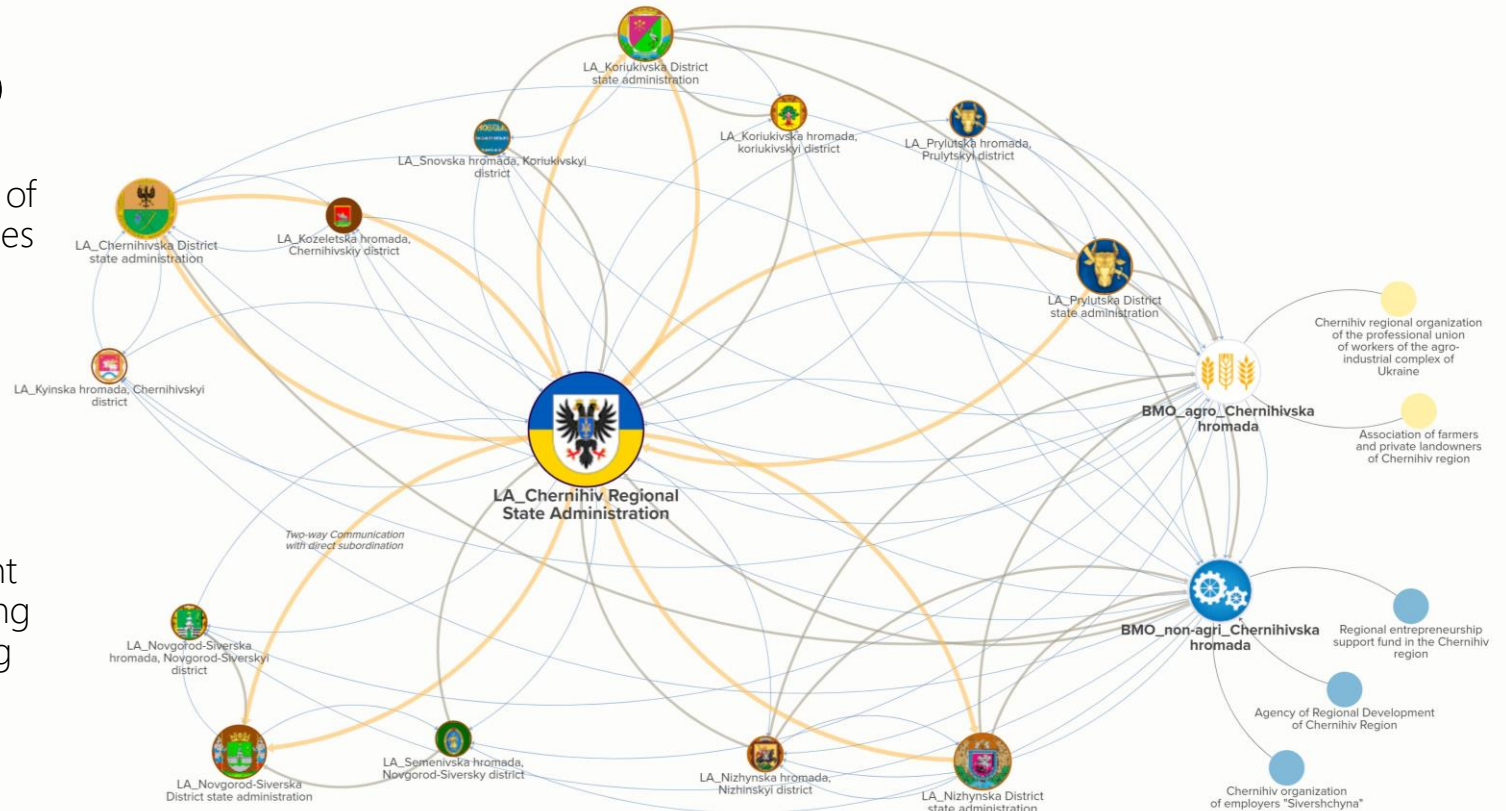 )
of
es
nt
ng
g
LA_Koriukivska District
state administration
LA_Snovska hromada, Koriukivskyi
district
LA_Koriukivska hromada,
koriukivskyi district
LA_Prylutska hromada,
Prulytskyi district
LA_Chernihivska District
state administration
LA_Kozeletska hromada,
Chernihivskiy district
LA_Prylutska District
state administration
LA_Kyinska hromada, Chernihivskyi
district
LA_Chernihiv Regional
State Administration
Two-way Communication
with direct subordination
BMO_agro_Chernihivska
hromada
Chernihiv regional organization
of the professional union
of workers of the agro-
industrial complex of
Ukraine
Association of farmers
and private landowners
of Chernihiv region
BMO_non-agri_Chernihivska
hromada
Regional entrepreneurship
support fund in the Chernihiv
region
Agency of Regional Development
of Chernihiv Region
Chernihiv organization
of employers "Sivershchyna"
LA_Novgorod-Siverska
hromada, Novgorod-Siverskyi
district
LA_Novgorod-Siverska
District state administration
LA_Semenivska hromada,
Novgorod-Siversky district
LA_Nizhynska hromada,
Nizhinskyi district
LA_Nizhynska District
state administration